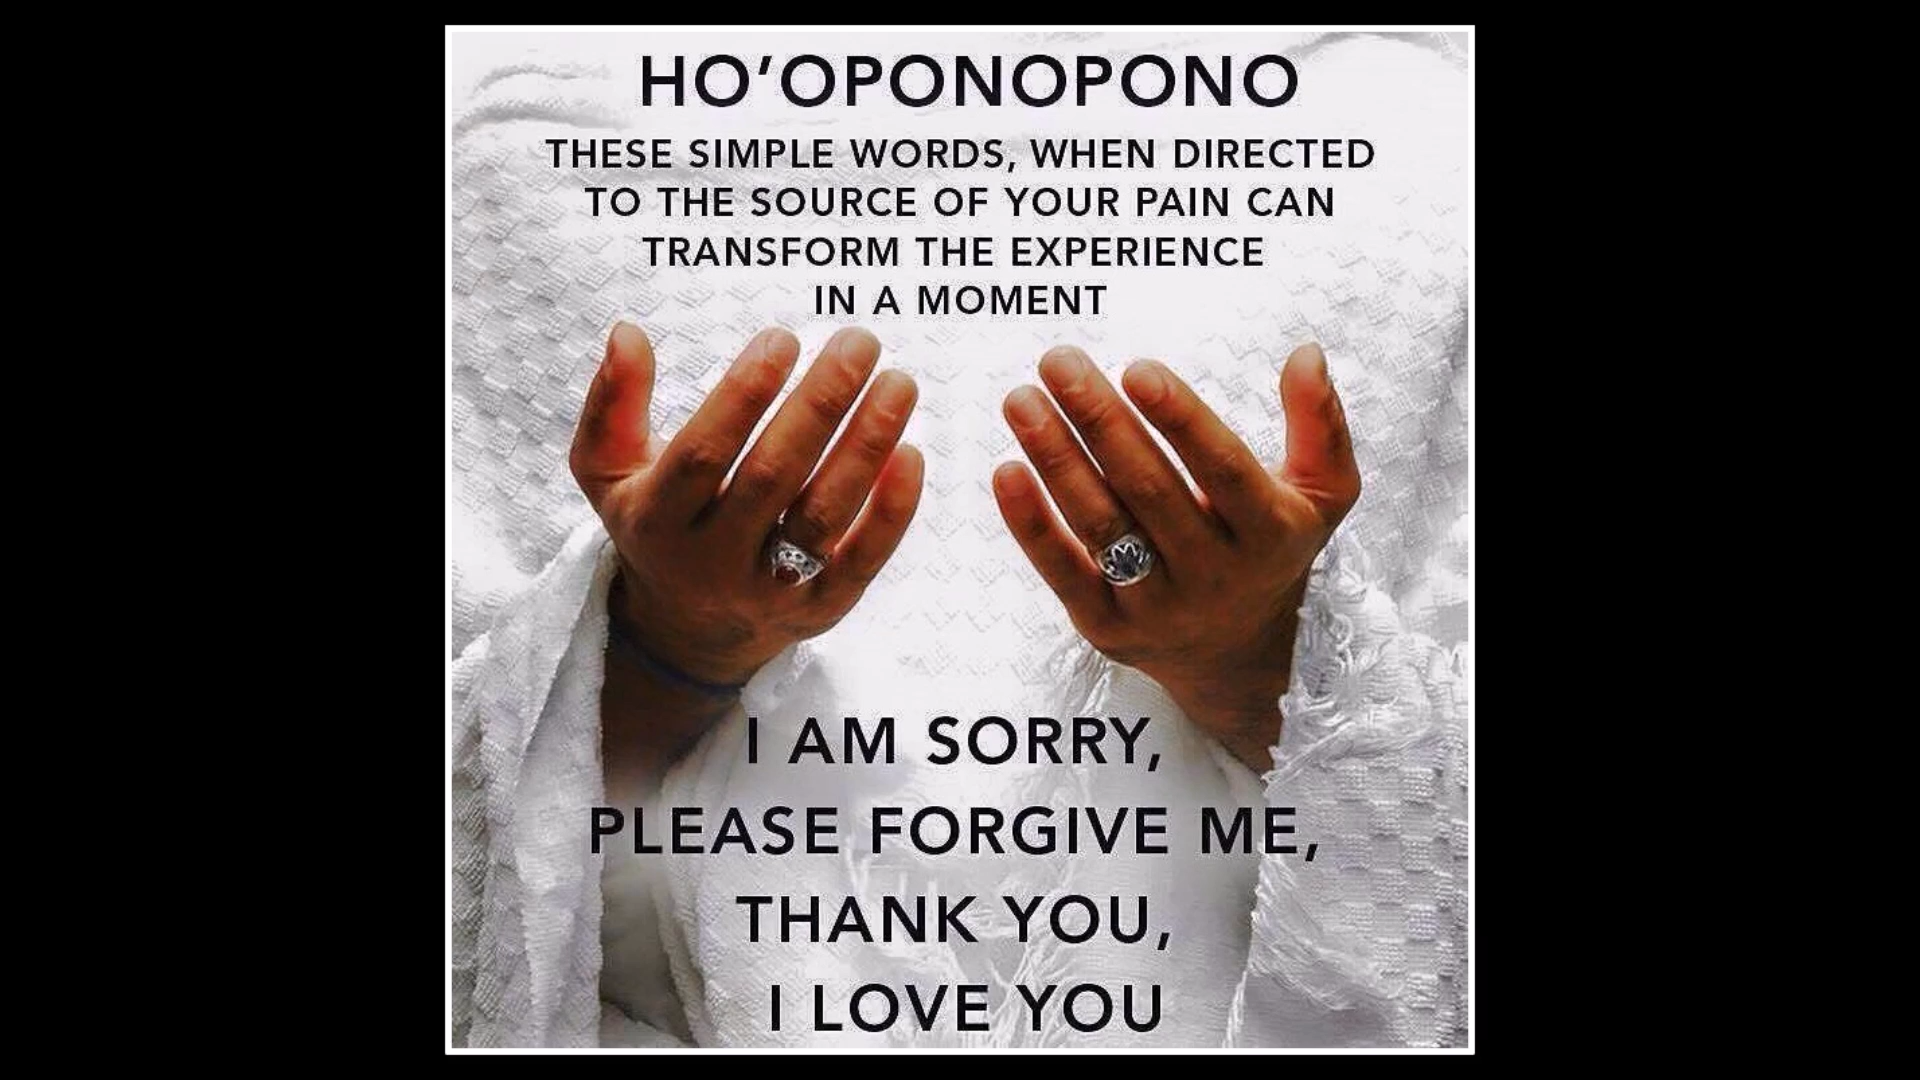 HO'OPONOPONO
THESE SIMPLE WORDS, WHEN DIRECTED
TO THE SOURCE OF YOUR PAIN CAN
TRANSFORM THE EXPERIENCE
IN A MOMENT
I AM SORRY,
PLEASE FORGIVE ME,
THANK YOU,
I LOVE YOU